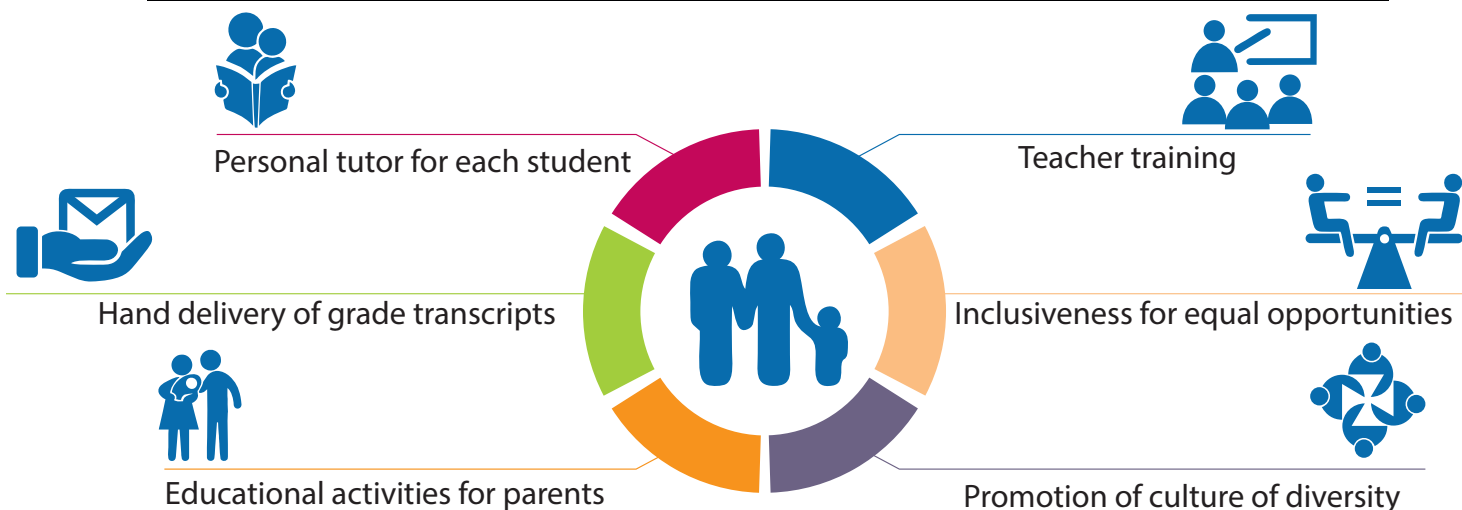 Personal tutor for each student
Teacher training
Hand delivery of grade transcripts
Inclusiveness for equal opportunities
Educational activities for parents
Promotion of culture of diversity